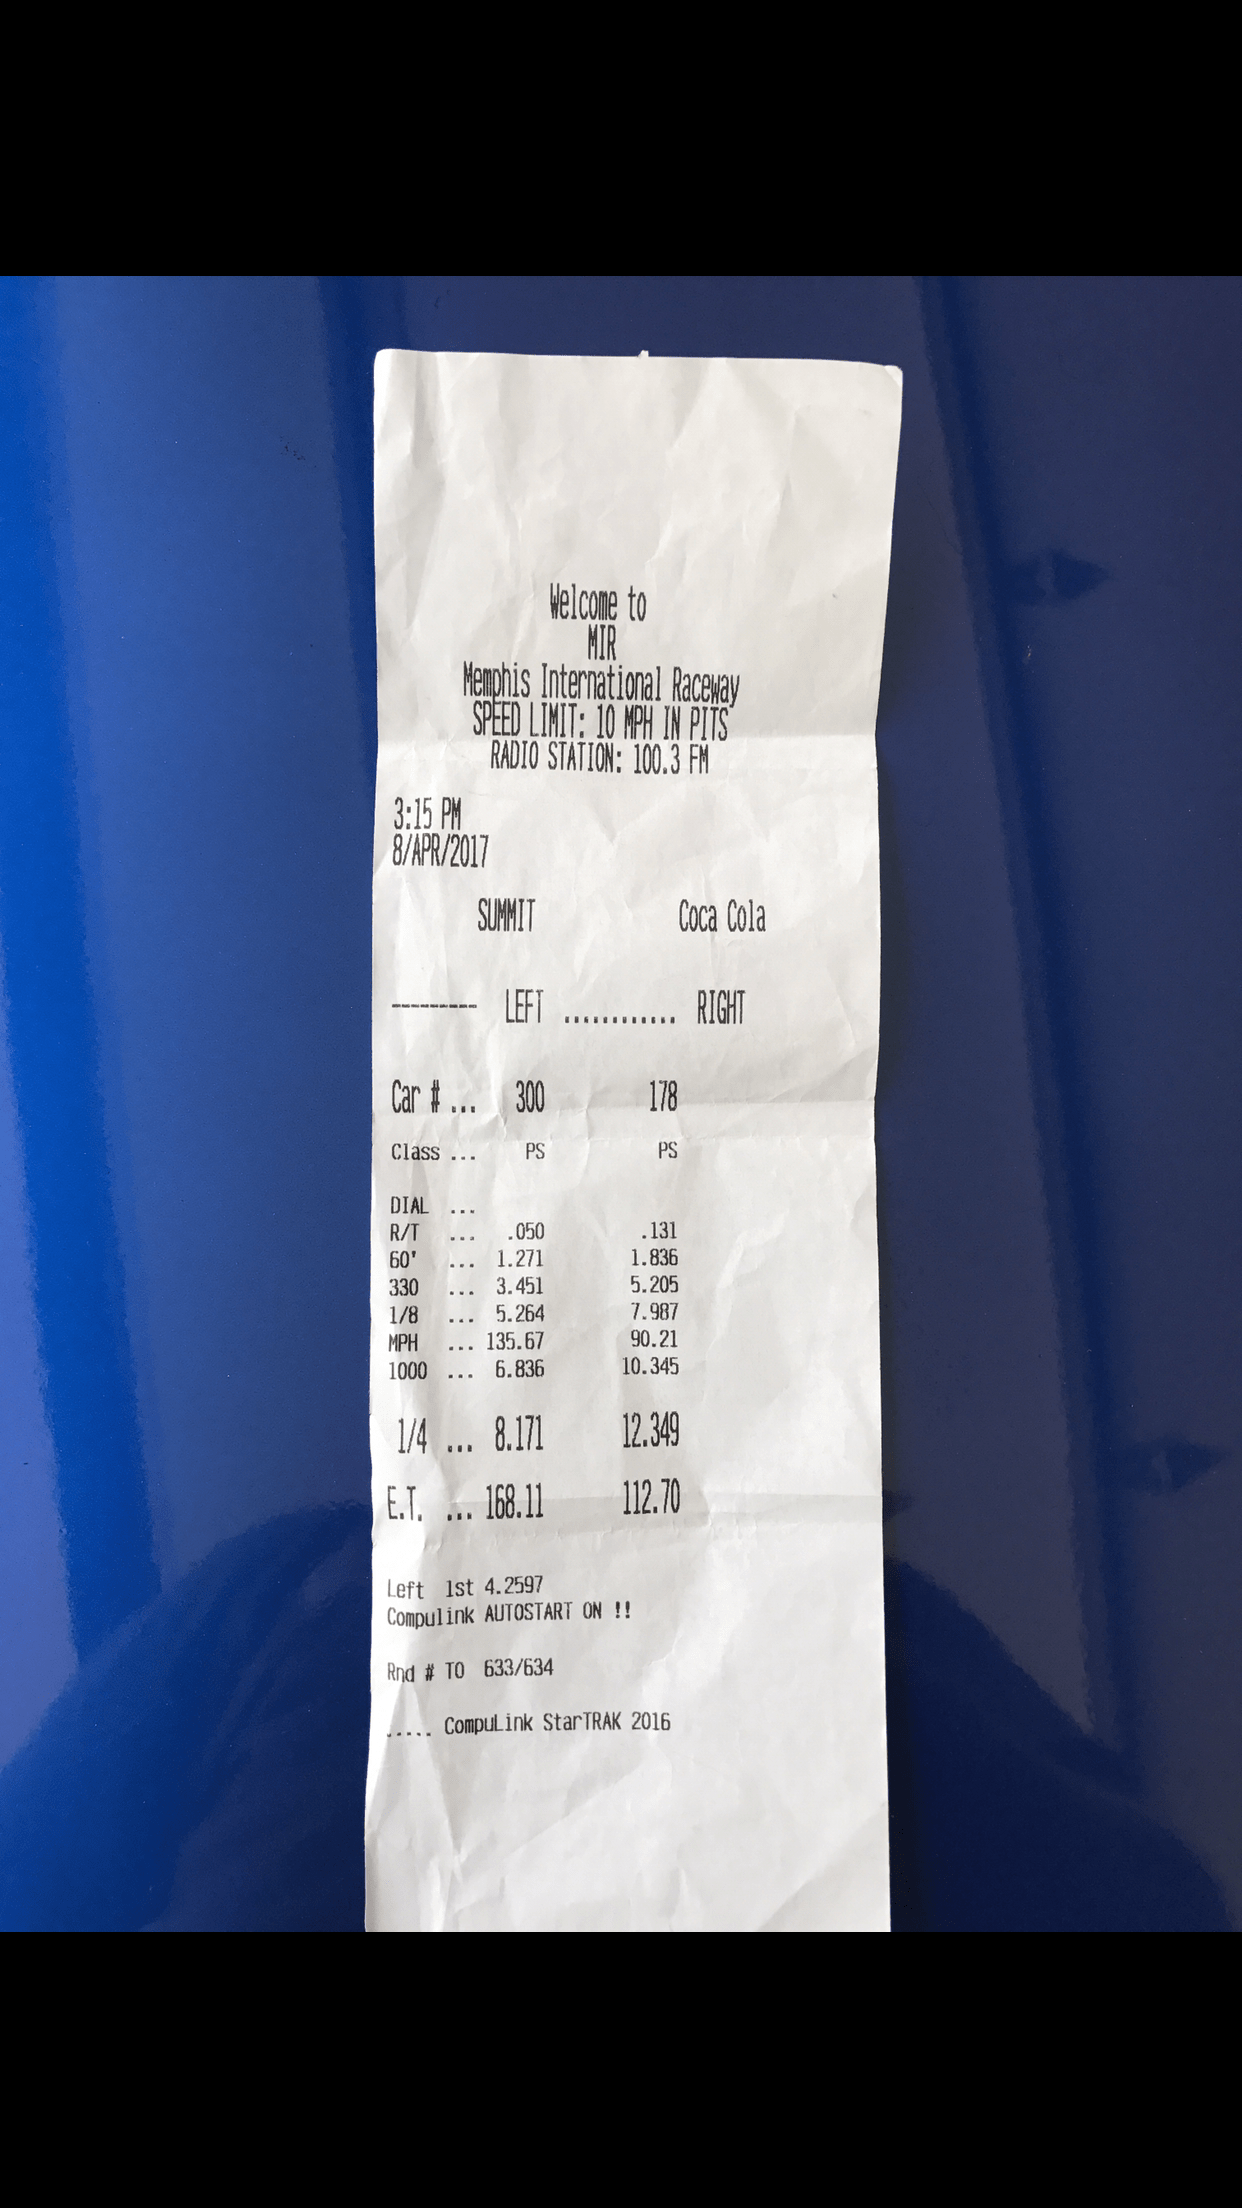 Welcome to
MIR
Memphis International Raceway
SPEED LIMIT: 10 MPH IN PITS
RADIO STATION: 100.3 FM
3:15 PM
8/APR/2017
SUMMIT Coca Cola
------- LEFT ............ RIGHT
Car # ... 300 178
Class ... PS PS
DIAL ...
R/T ... .050 .131
60' ... 1.271 1.836
330 ... 3.451 5.205
1/8 ... 5.264 7.987
MPH ... 135.67 90.21
1000 ... 6.836 10.345
1/4 ... 8.171 12.349
E.T. ... 168.11 112.70
Left 1st 4.2597
Compulink AUTOSTART ON !!
Rnd # TO 633/634
..... CompuLink StarTRAK 2016